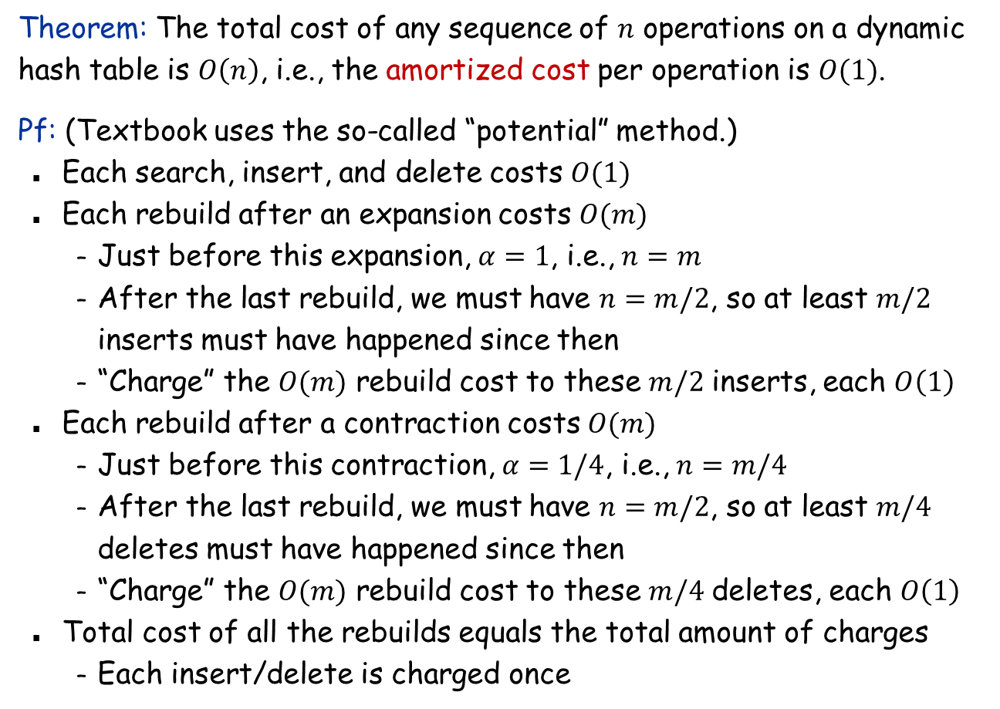 Theorem: The total cost of any sequence of n operations on a dynamic
hash table is O(n), i.e., the amortized cost per operation is O(1).
Pf: (Textbook uses the so-called “potential” method.)
▪ Each search, insert, and delete costs O(1)
▪ Each rebuild after an expansion costs O(m)
- Just before this expansion, α = 1, i.e., n = m
- After the last rebuild, we must have n = m/2, so at least m/2
inserts must have happened since then
- “Charge” the O(m) rebuild cost to these m/2 inserts, each O(1)
▪ Each rebuild after a contraction costs O(m)
- Just before this contraction, α = 1/4, i.e., n = m/4
- After the last rebuild, we must have n = m/2, so at least m/4
deletes must have happened since then
- “Charge” the O(m) rebuild cost to these m/4 deletes, each O(1)
▪ Total cost of all the rebuilds equals the total amount of charges
- Each insert/delete is charged once